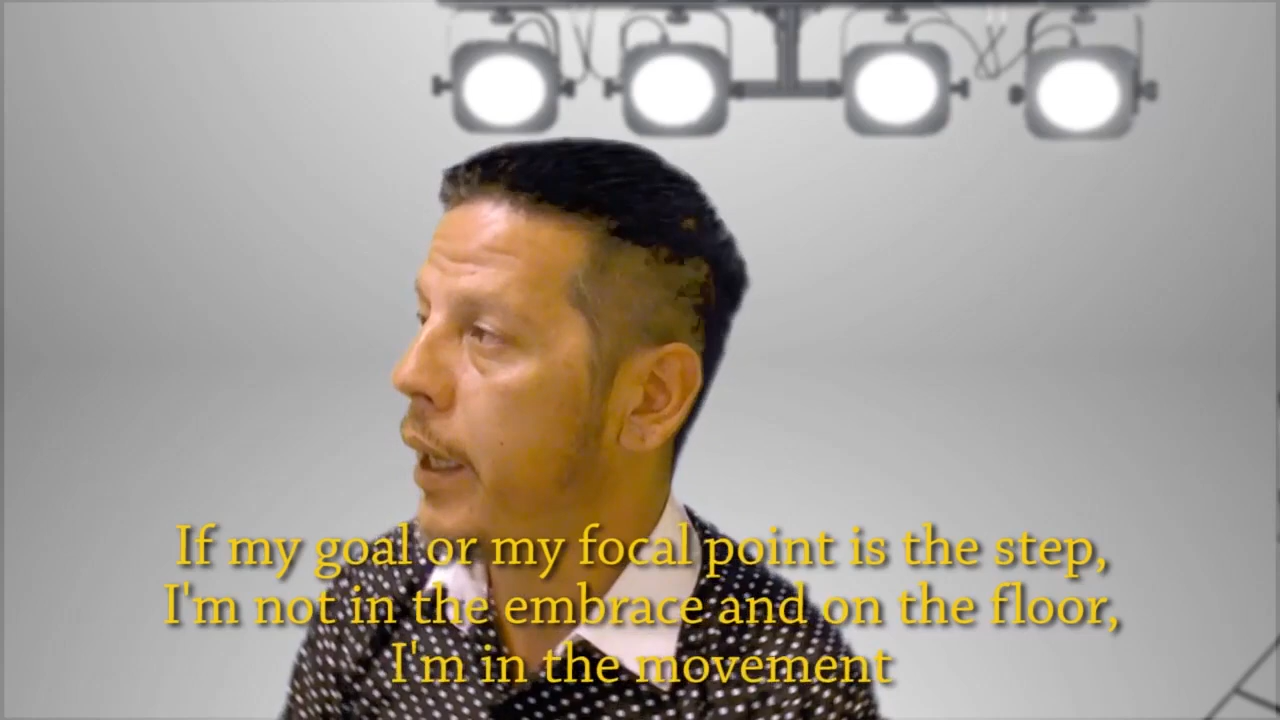 If my goal or my focal point is the step,
I'm not in the embrace and on the floor,
I'm in the movement